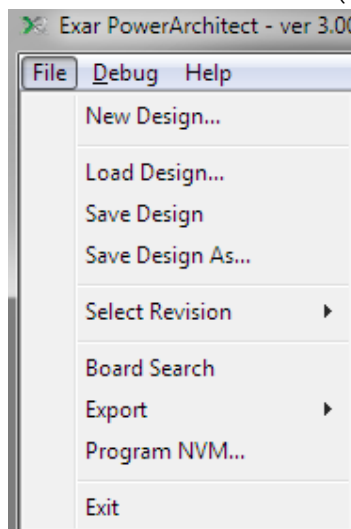 Exar PowerArchitect - ver 3.00
File Debug Help
New Design...
Load Design...
Save Design
Save Design As...
Select Revision
Board Search
Export
Program NVM...
Exit